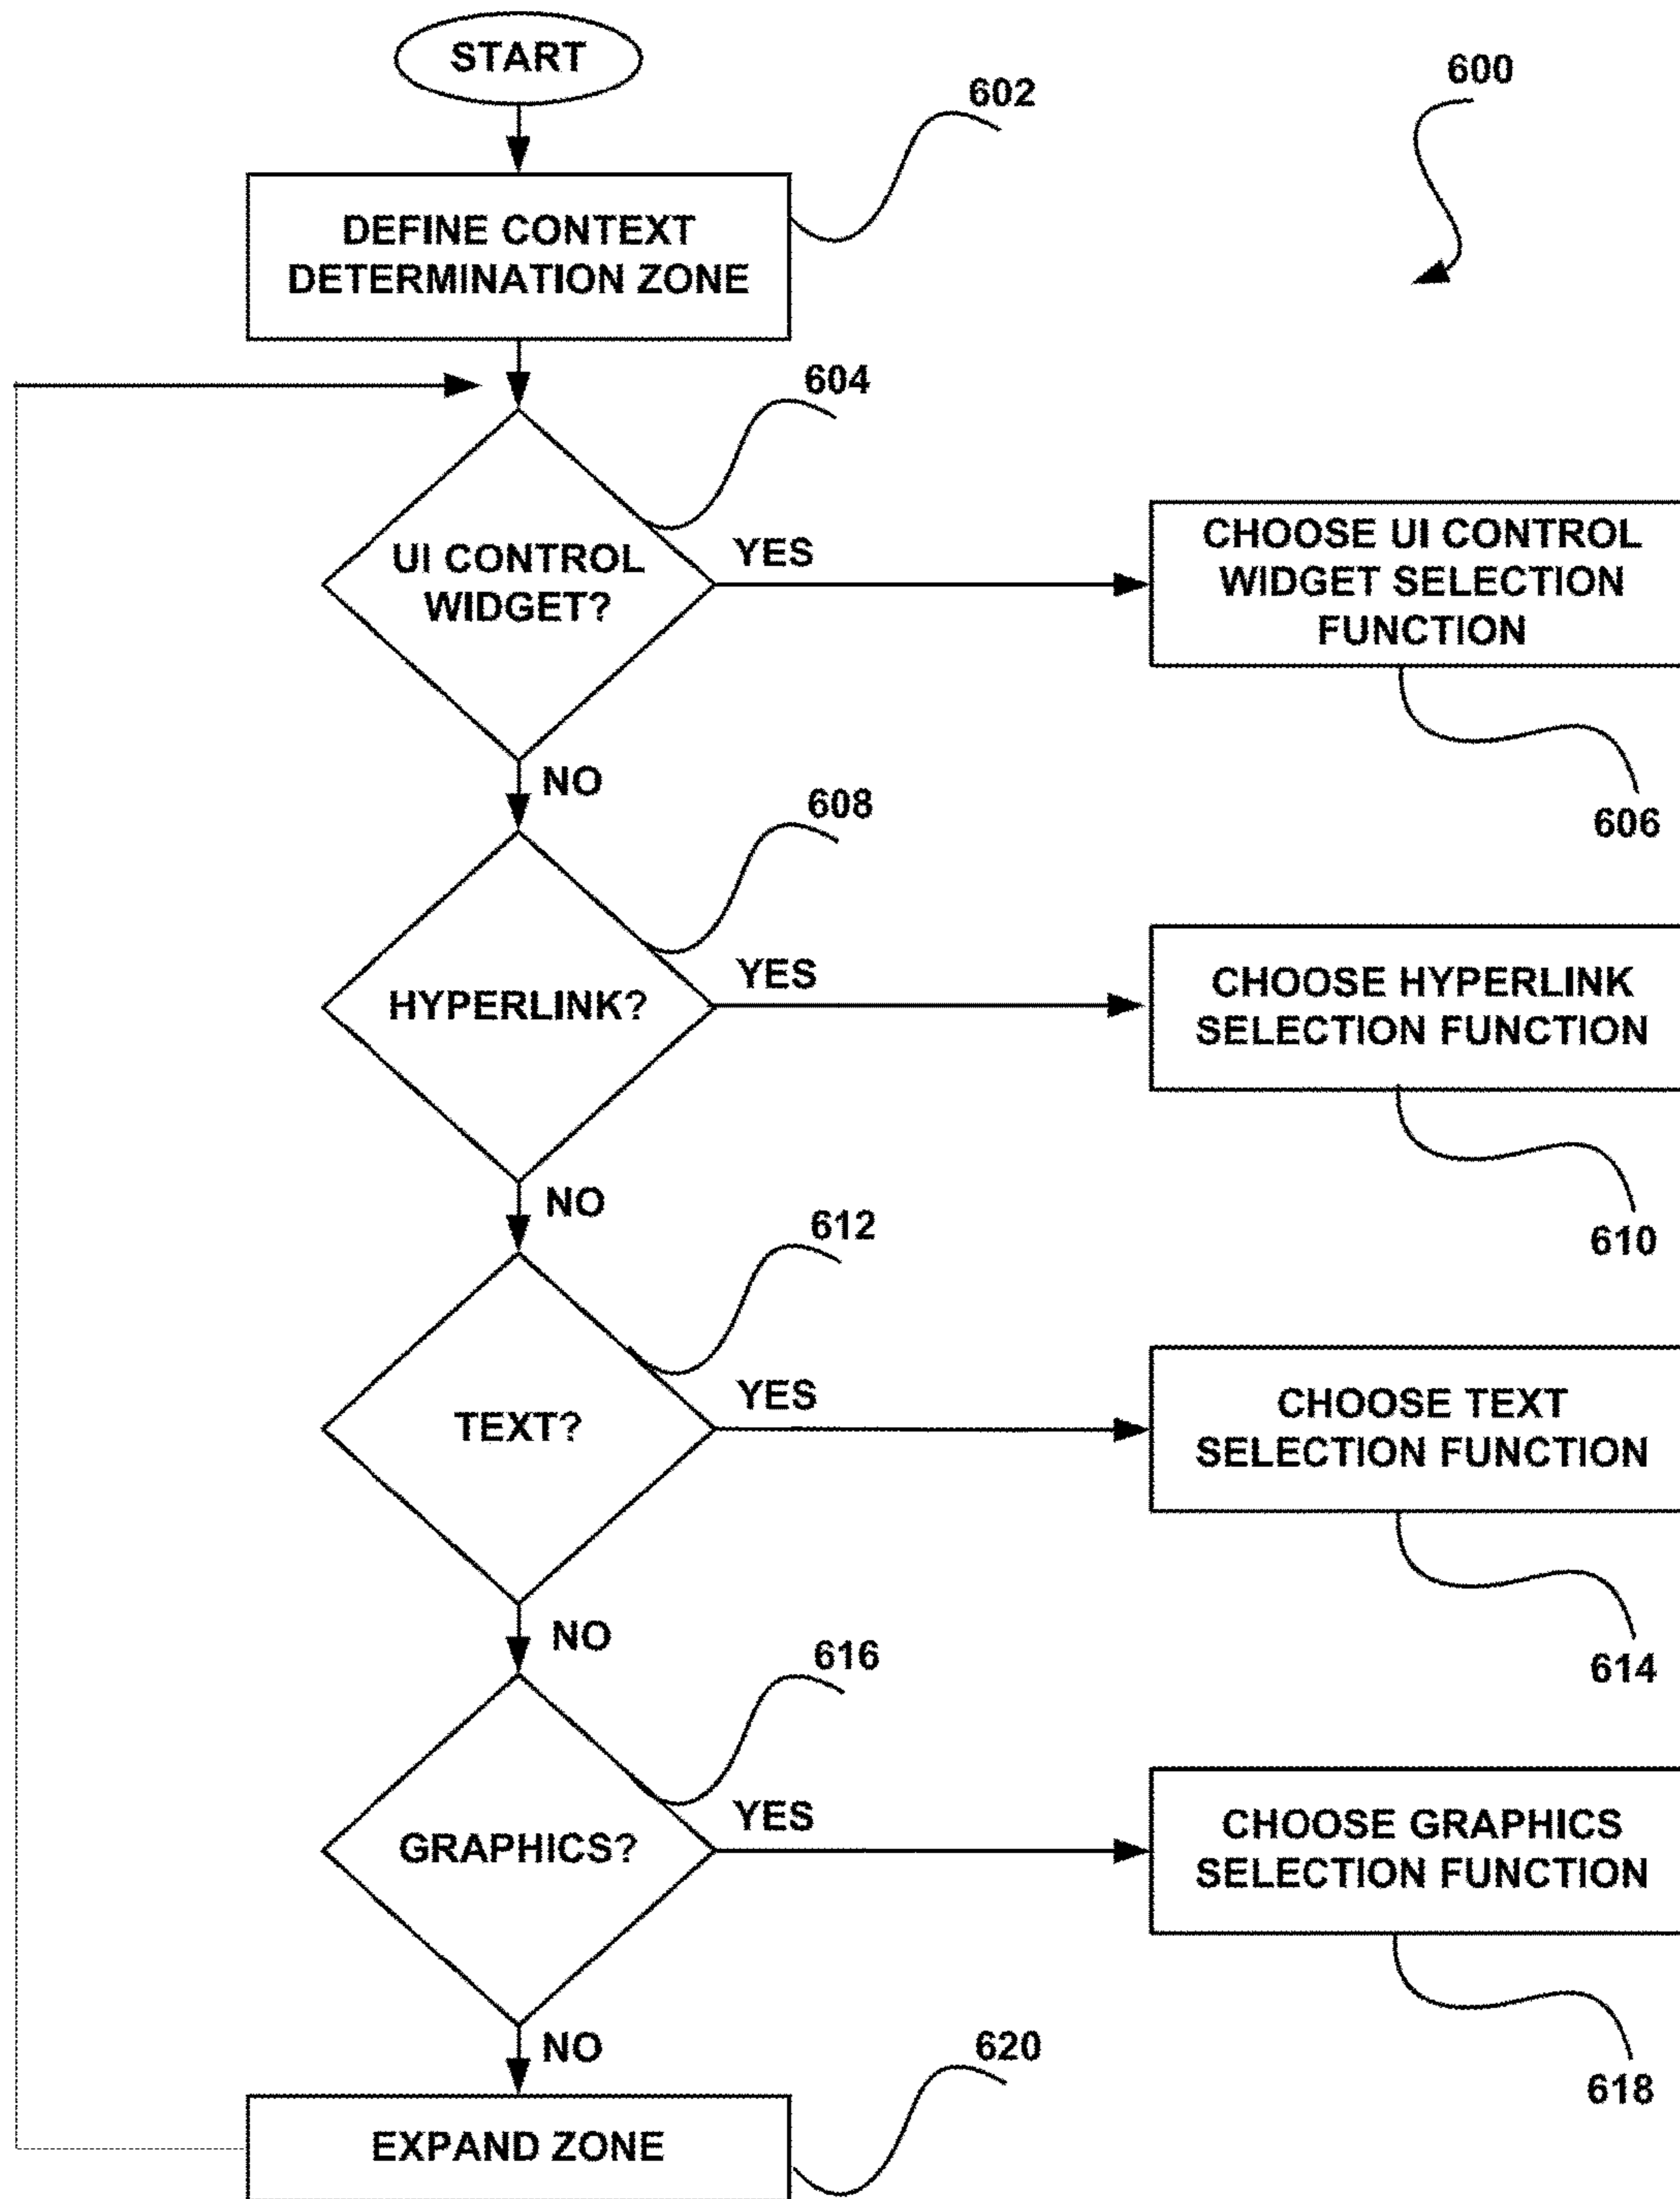 START
602
600
DEFINE CONTEXT
DETERMINATION ZONE
604
UI CONTROL
WIDGET?
YES
CHOOSE UI CONTROL
WIDGET SELECTION
FUNCTION
606
NO
608
HYPERLINK?
YES
CHOOSE HYPERLINK
SELECTION FUNCTION
610
NO
612
TEXT?
YES
CHOOSE TEXT
SELECTION FUNCTION
614
NO
616
GRAPHICS?
YES
CHOOSE GRAPHICS
SELECTION FUNCTION
618
NO
620
EXPAND ZONE